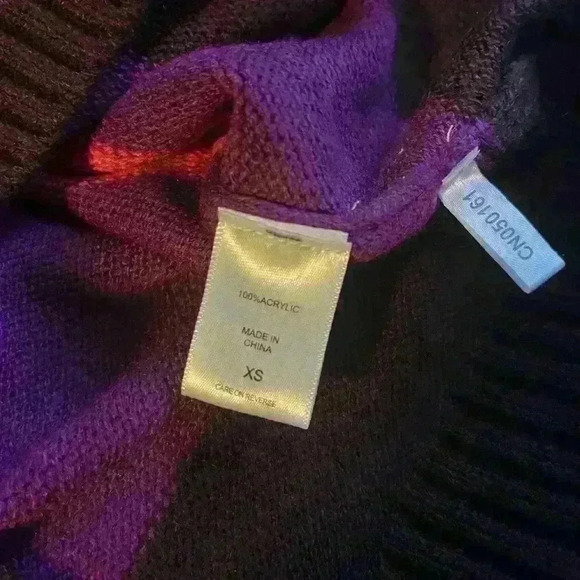 100%ACRYLIC
MADE IN
CHINA
XS
CARE ON REVERSE
CN050161